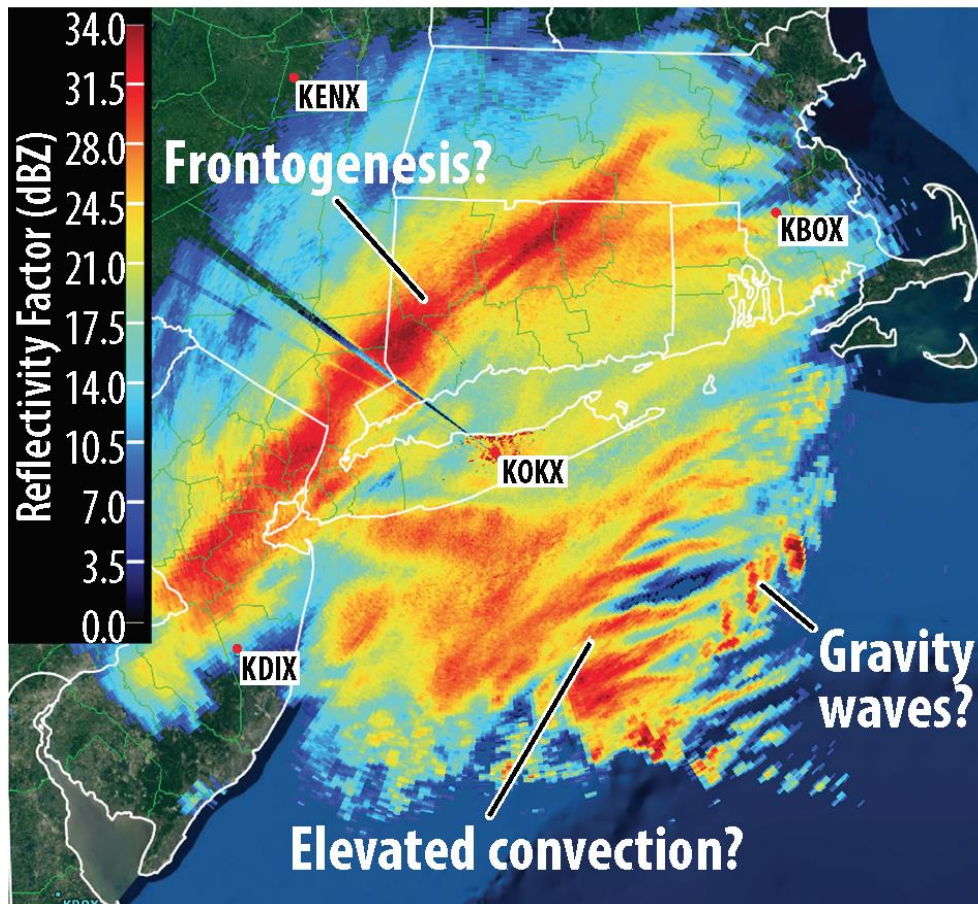 Reflectivity Factor (dBZ)
34.0
31.5
28.0
24.5
21.0
17.5
14.0
10.5
7.0
3.5
0.0
KENX
Frontogenesis?
KBOX
KOKX
KDIX
Gravity
waves?
Elevated convection?